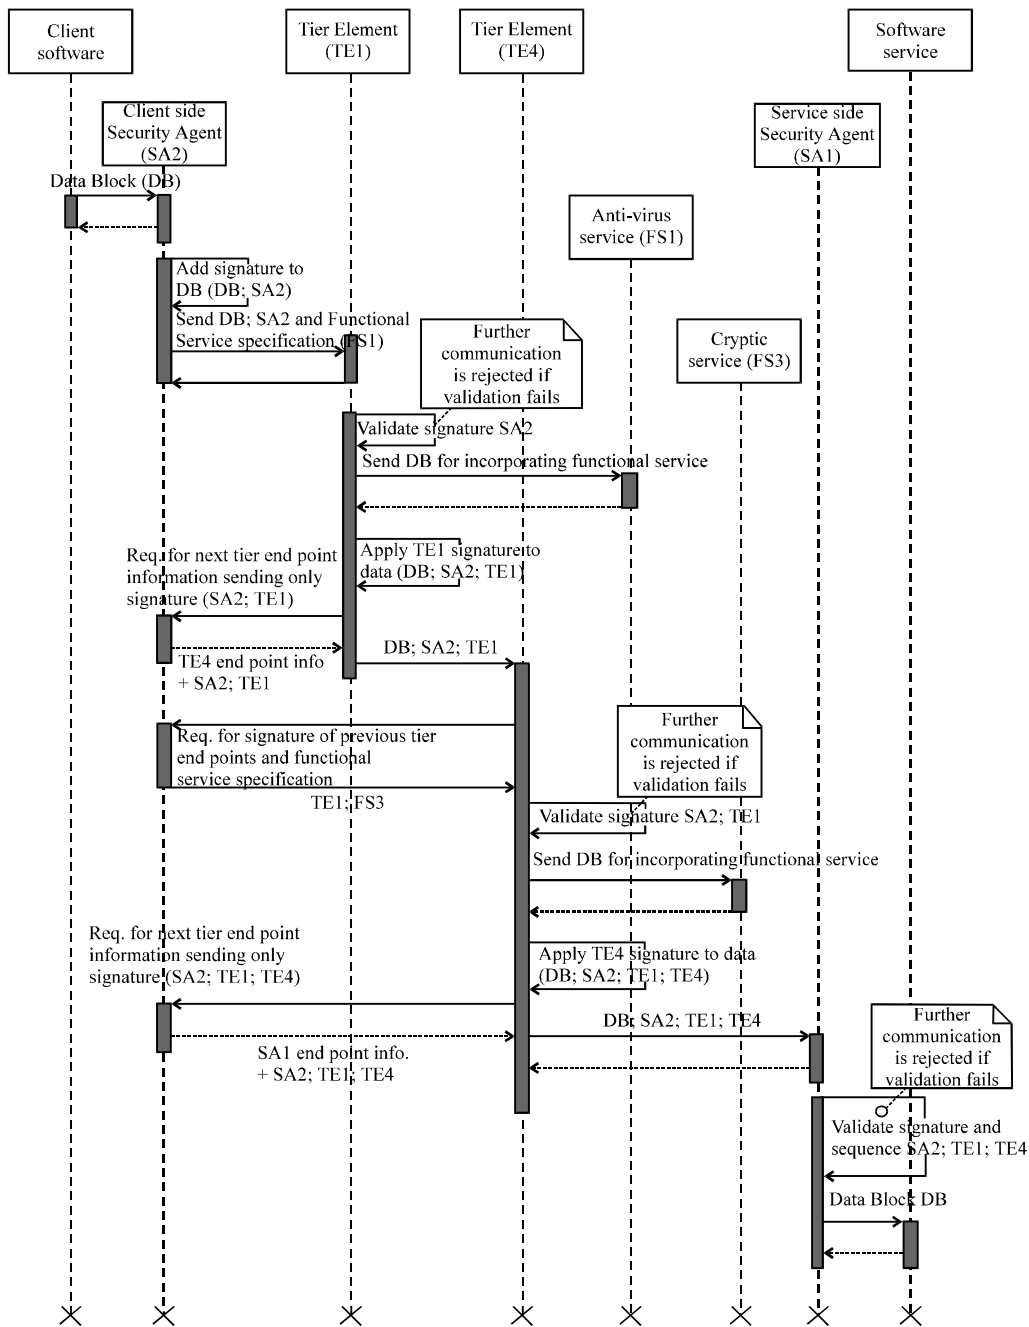 Client
software
Tier Element
(TE1)
Tier Element
(TE4)
Software
service
Client side
Security Agent
(SA2)
Service side
Security Agent
(SA1)
Data Block (DB)
Anti-virus
service (FS1)
Add signature to
DB (DB; SA2)
Send DB; SA2 and Functional
Service specification (FS1)
Further
communication
is rejected if
validation fails
Cryptic
service (FS3)
Validate signature SA2
Send DB for incorporating functional service
Apply TE1 signature to
data (DB; SA2; TE1)
Req. for next tier end point
information sending only
signature (SA2; TE1)
DB; SA2; TE1
TE4 end point info
+ SA2; TE1
Req. for signature of previous tier
end points and functional
service specification
TE1; FS3
Further
communication
is rejected if
validation fails
Validate signature SA2; TE1
Send DB for incorporating functional service
Req. for next tier end point
information sending only
signature (SA2; TE1; TE4)
Apply TE4 signature to data
(DB; SA2; TE1; TE4)
DB; SA2; TE1; TE4
SA1 end point info.
+ SA2; TE1; TE4
Further
communication
is rejected if
validation fails
Validate signature and
sequence SA2; TE1; TE4
Data Block DB